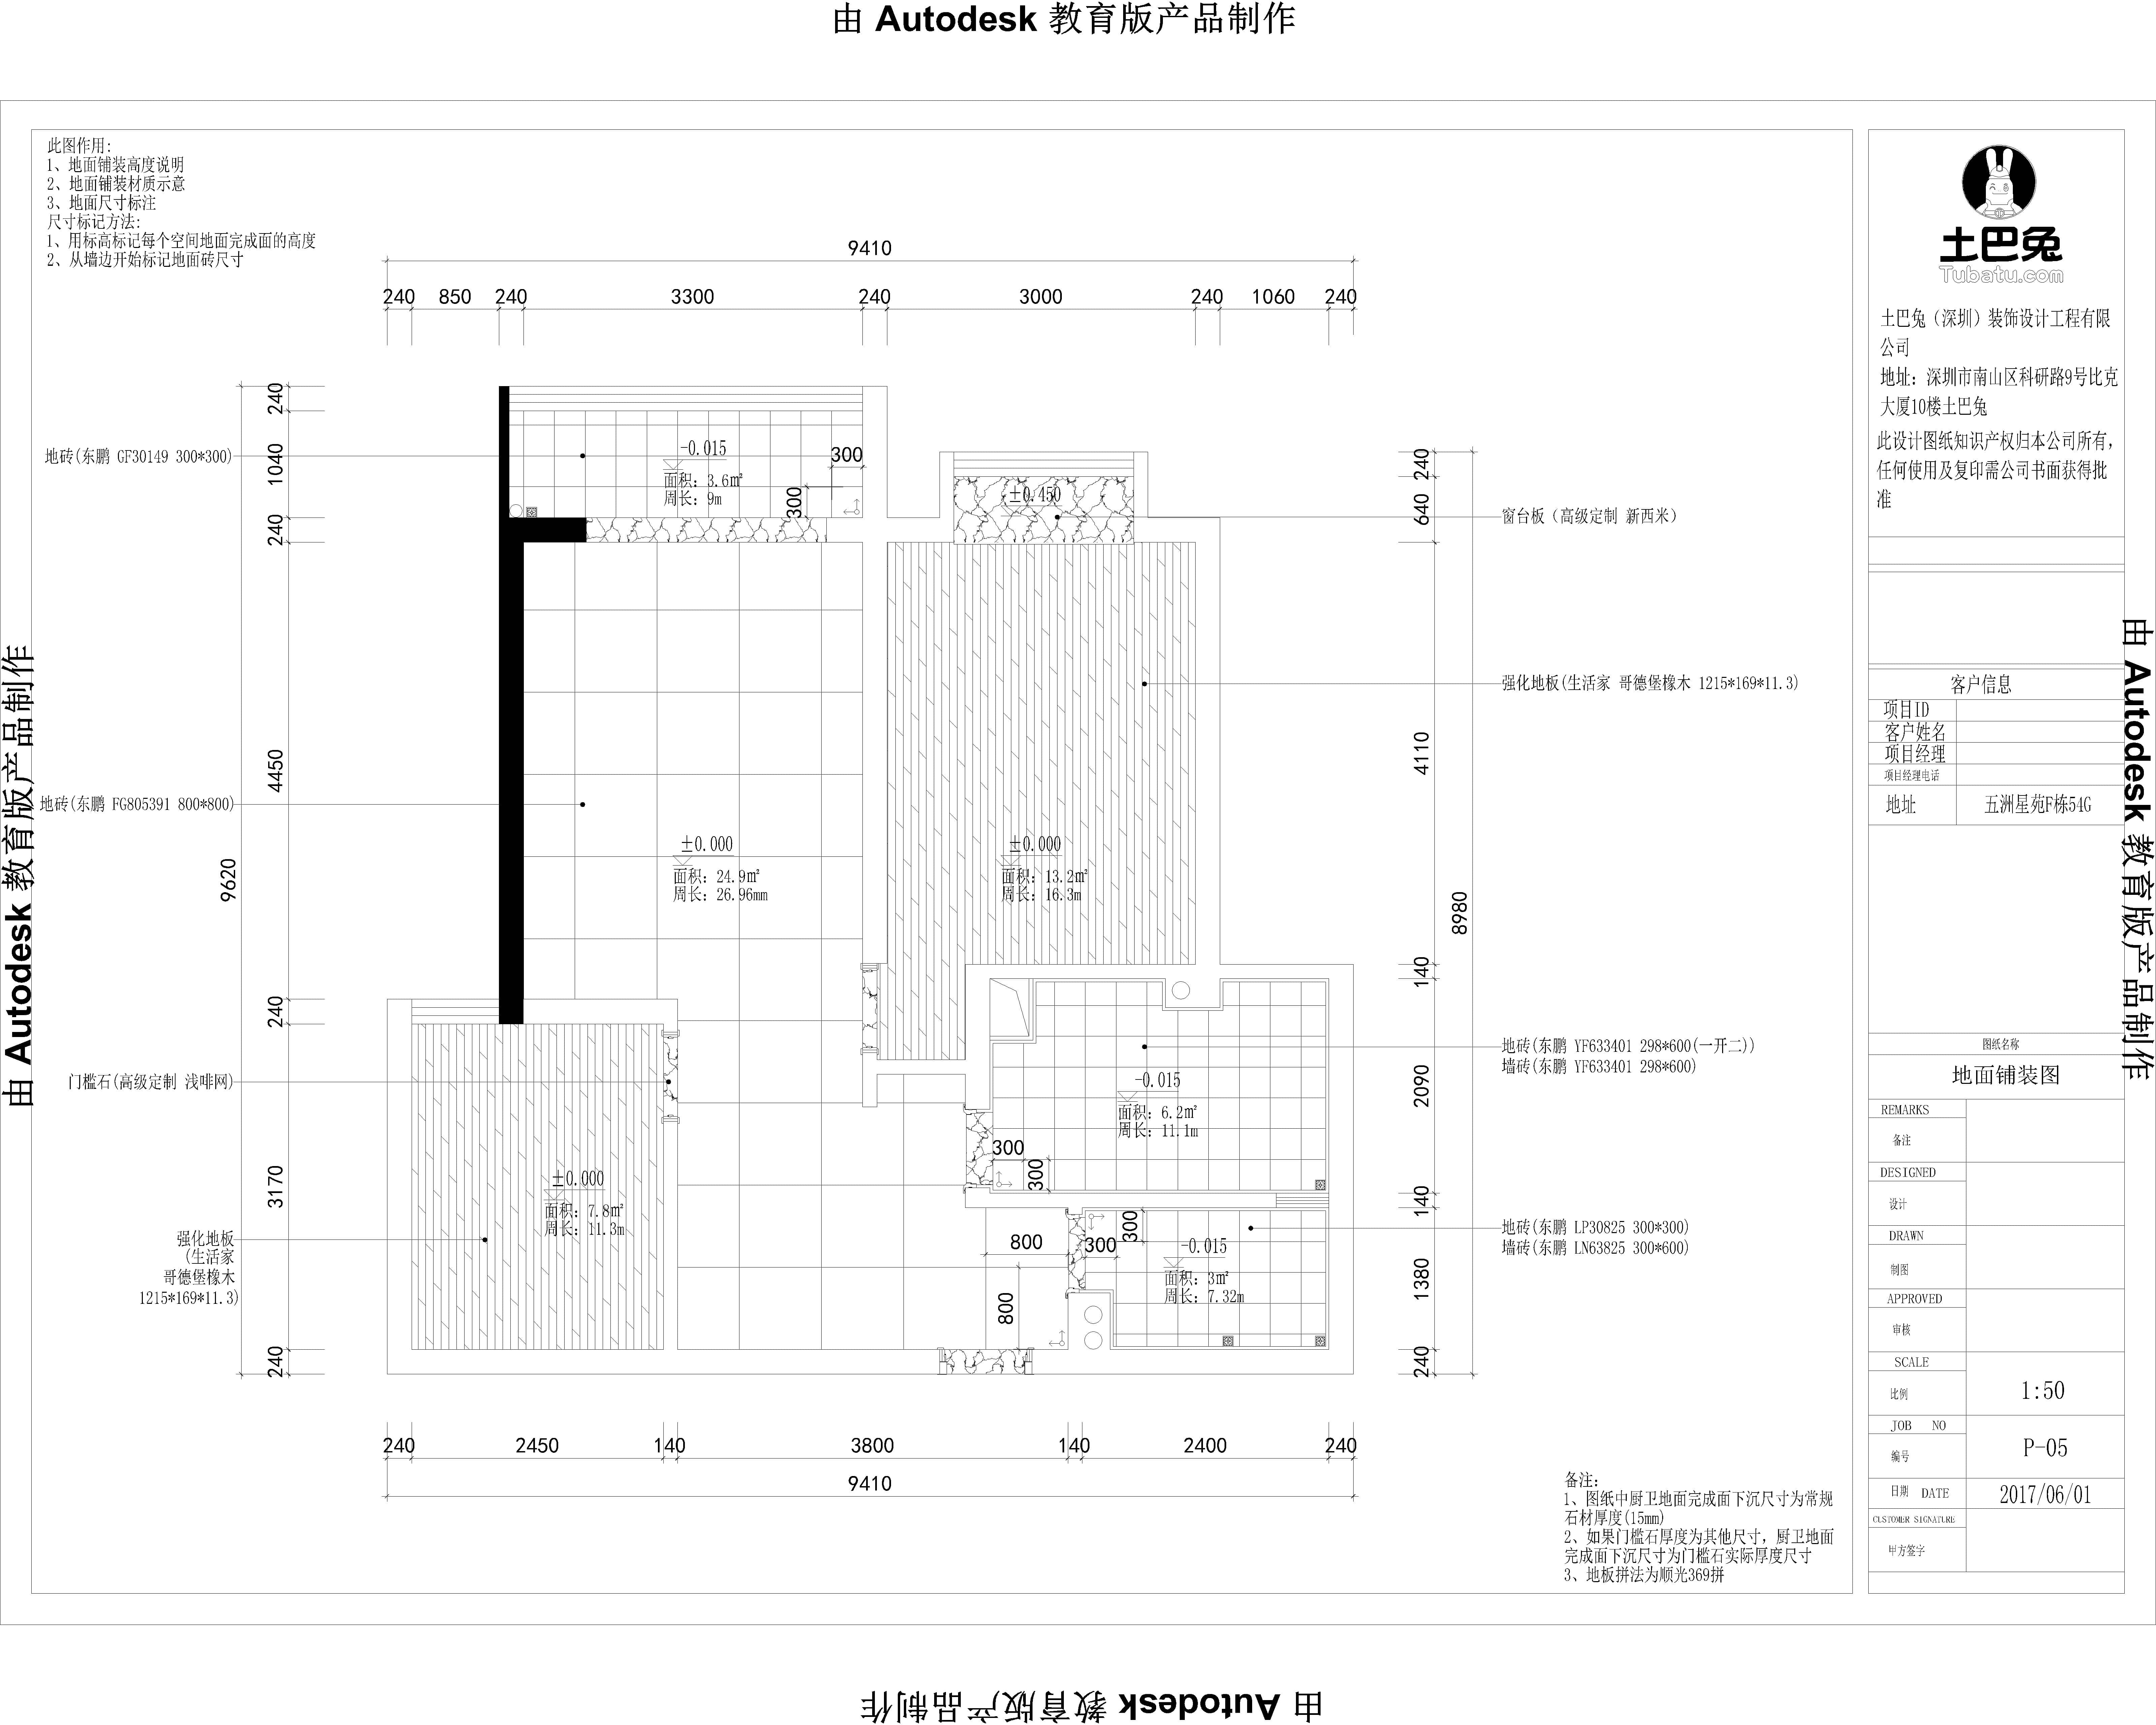 由 Autodesk 教育版产品制作
此图作用:
1、地面铺装高度说明
2、地面铺装材质示意
3、地面尺寸标注
尺寸标记方法:
1、用标高标记每个空间地面完成面的高度
2、从墙边开始标记地面砖尺寸
9410
240 850 240 3300 240 3000 240 1060 240
240
1040
240
4450
240
3170
240
9620
地砖(东鹏 GF30149 300*300)
地砖(东鹏 FG805391 800*800)
门槛石(高级定制 浅啡网)
强化地板
(生活家
哥德堡橡木
1215*169*11.3)
-0.015
面积: 3.6㎡
周长: 9m
300
300
±0.450
±0.000
面积: 24.9㎡
周长: 26.96mm
±0.000
面积: 13.2㎡
周长: 16.3m
-0.015
面积: 6.2㎡
周长: 11.1m
300
300
±0.000
面积: 7.8㎡
周长: 11.3m
-0.015
面积: 3㎡
周长: 7.32m
300
300
800
800
240
640
4110
140
2090
140
1380
240
8980
窗台板（高级定制 新西米）
强化地板(生活家 哥德堡橡木 1215*169*11.3)
地砖(东鹏 YF633401 298*600(一开二))
墙砖(东鹏 YF633401 298*600)
地砖(东鹏 LP30825 300*300)
墙砖(东鹏 LN63825 300*600)
240 2450 140 3800 140 2400 240
9410
备注:
1、图纸中厨卫地面完成面下沉尺寸为常规
石材厚度(15mm)
2、如果门槛石厚度为其他尺寸，厨卫地面
完成面下沉尺寸为门槛石实际厚度尺寸
3、地板拼法为顺光369拼
土巴兔
Tubatu.com
土巴兔（深圳）装饰设计工程有限
公司
地址：深圳市南山区科研路9号比克
大厦10楼土巴兔
此设计图纸知识产权归本公司所有，
任何使用及复印需公司书面获得批
准
客户信息
项目ID
客户姓名
项目经理
项目经理电话
地址 五洲星苑F栋54G
图纸名称
地面铺装图
REMARKS
备注
DESIGNED
设计
DRAWN
制图
APPROVED
审核
SCALE
比例 1:50
JOB NO
编号 P-05
日期 DATE 2017/06/01
CUSTOMER SIGNATURE
甲方签字
由 Autodesk 教育版产品制作
由 Autodesk 教育版产品制作
由 Autodesk 教育版产品制作